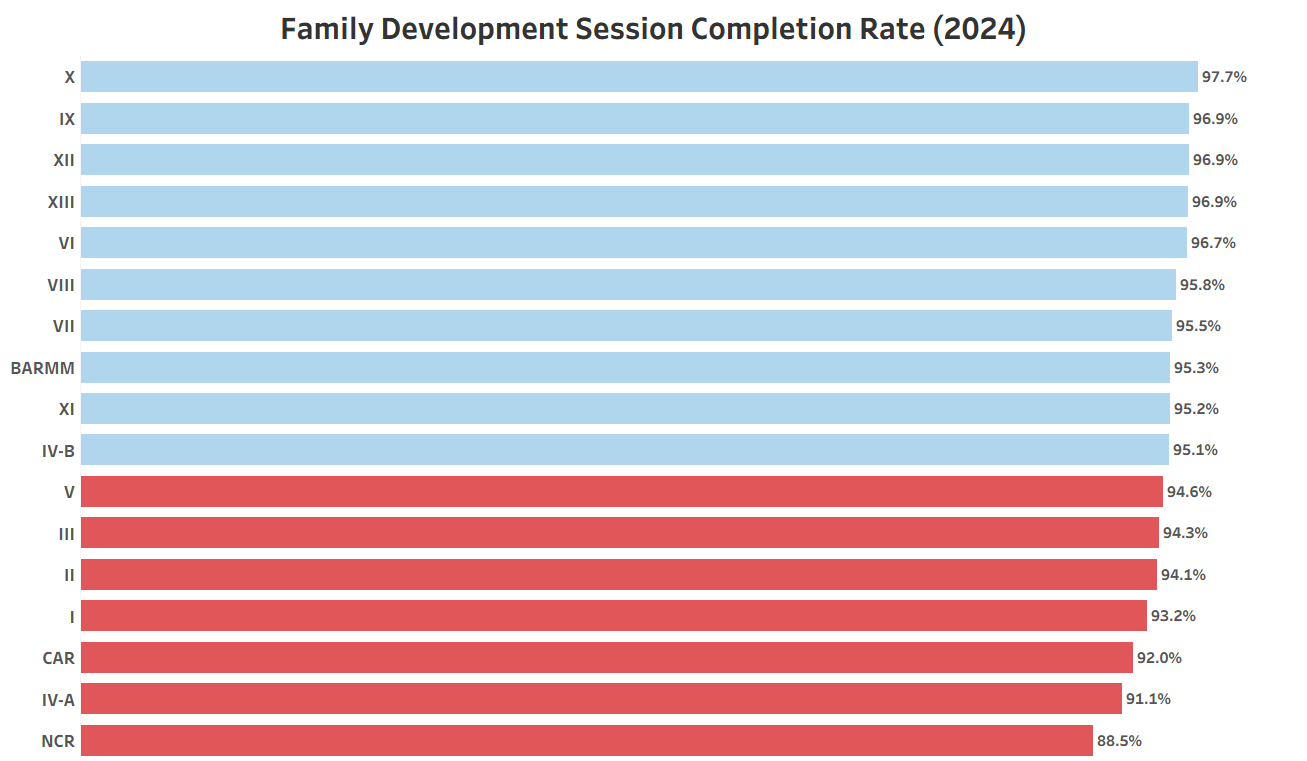 Family Development Session Completion Rate (2024)
X 97.7%
IX 96.9%
XII 96.9%
XIII 96.9%
VI 96.7%
VIII 95.8%
VII 95.5%
BARMM 95.3%
XI 95.2%
IV-B 95.1%
V 94.6%
III 94.3%
II 94.1%
I 93.2%
CAR 92.0%
IV-A 91.1%
NCR 88.5%